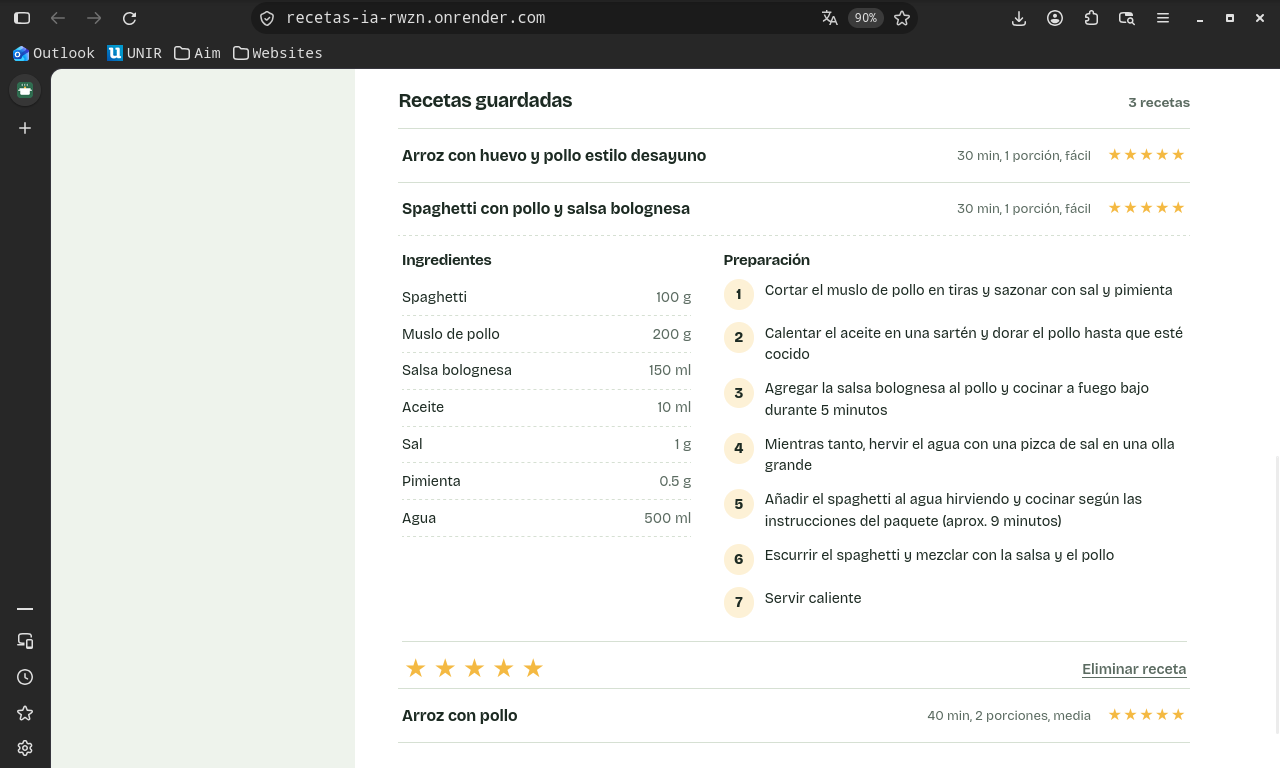 recetas-ia-rwzn.onrender.com
90%
Outlook
UNIR
Aim
Websites
Recetas guardadas
3 recetas
Arroz con huevo y pollo estilo desayuno
30 min, 1 porción, fácil
★★★★★
Spaghetti con pollo y salsa bolognesa
30 min, 1 porción, fácil
★★★★★
Ingredientes
Spaghetti 100 g
Muslo de pollo 200 g
Salsa bolognesa 150 ml
Aceite 10 ml
Sal 1 g
Pimienta 0.5 g
Agua 500 ml
Preparación
1 Cortar el muslo de pollo en tiras y sazonar con sal y pimienta
2 Calentar el aceite en una sartén y dorar el pollo hasta que esté
cocido
3 Agregar la salsa bolognesa al pollo y cocinar a fuego bajo
durante 5 minutos
4 Mientras tanto, hervir el agua con una pizca de sal en una olla
grande
5 Añadir el spaghetti al agua hirviendo y cocinar según las
instrucciones del paquete (aprox. 9 minutos)
6 Escurrir el spaghetti y mezclar con la salsa y el pollo
7 Servir caliente
★★★★★
Eliminar receta
Arroz con pollo
40 min, 2 porciones, media
★★★★★